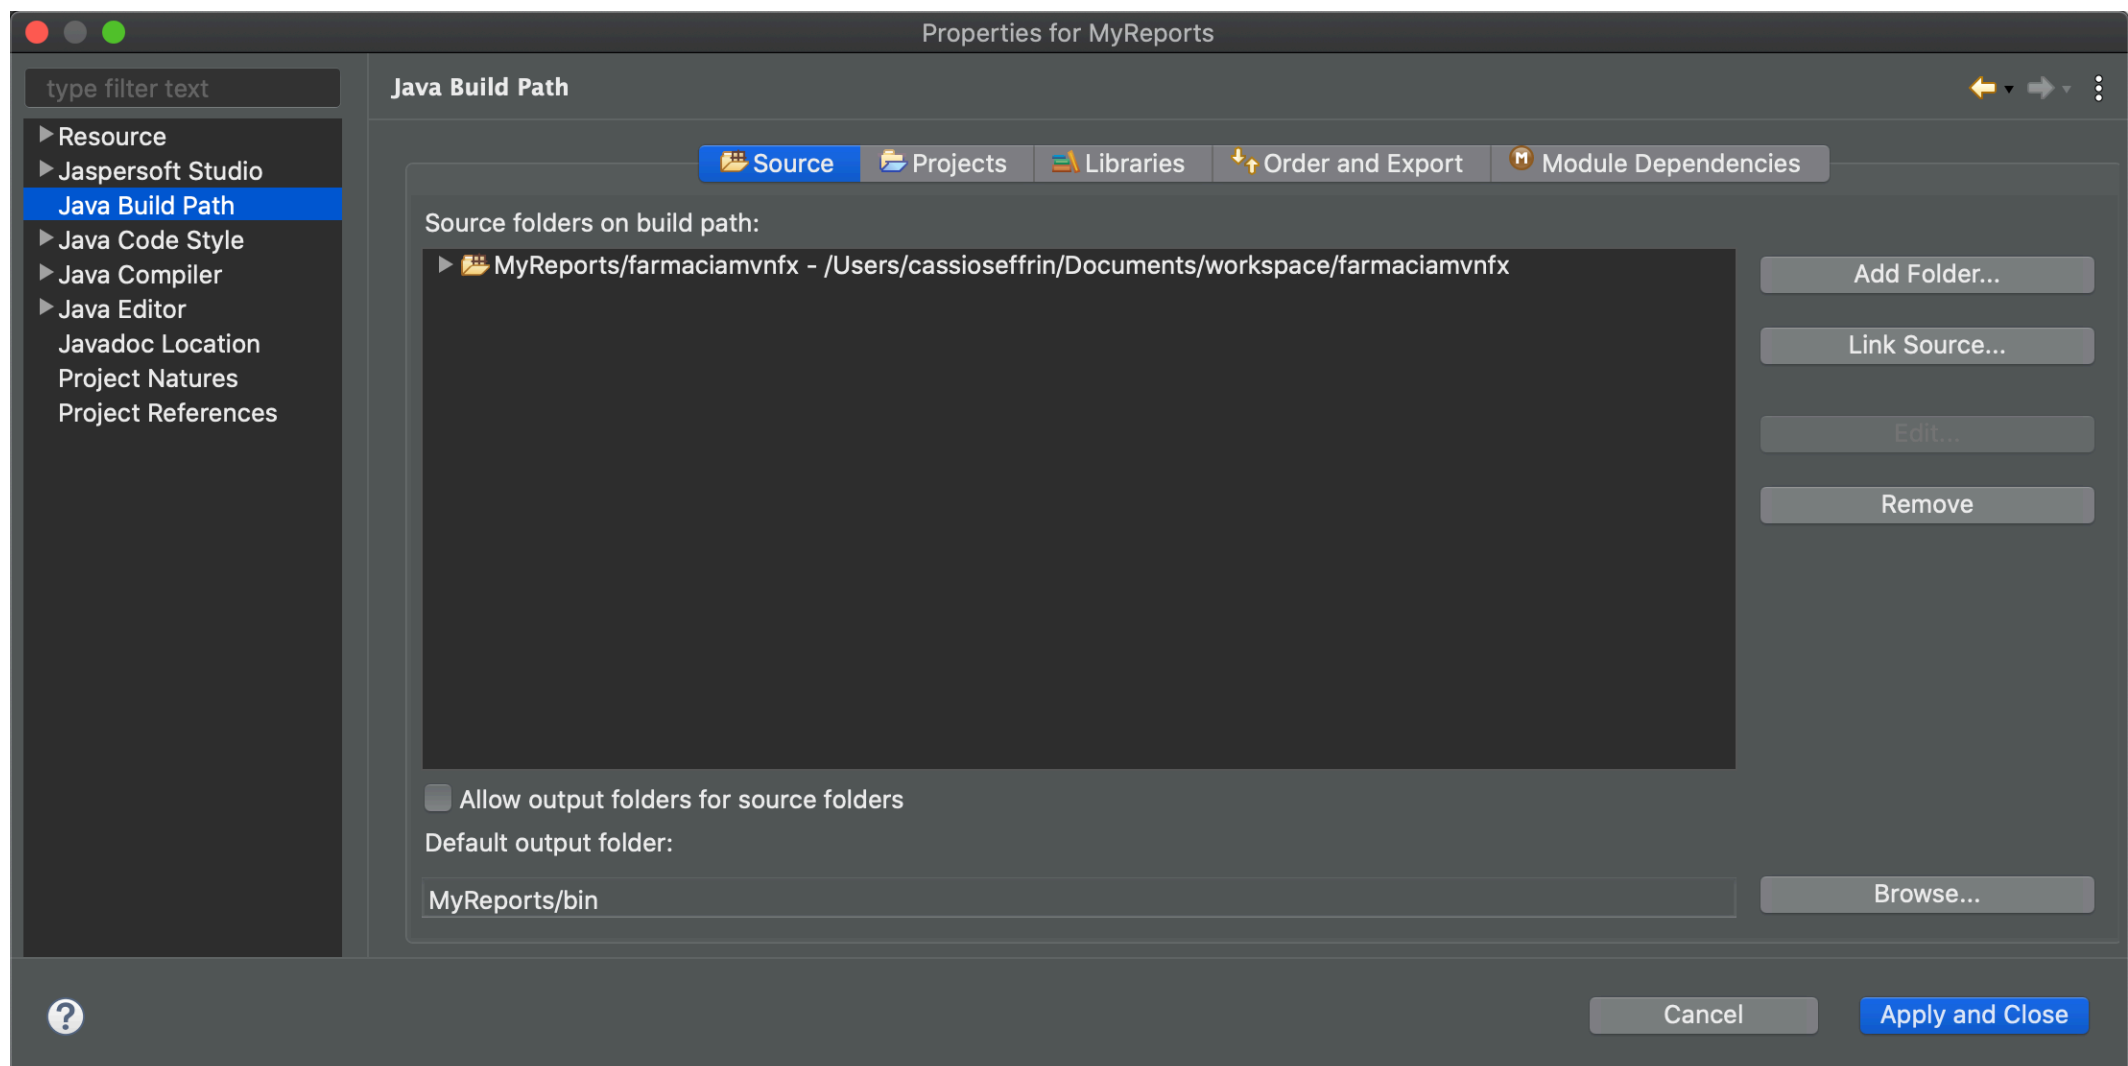 Properties for MyReports
type filter text
Resource
Jaspersoft Studio
Java Build Path
Java Code Style
Java Compiler
Java Editor
Javadoc Location
Project Natures
Project References
Java Build Path
Source Projects Libraries Order and Export M Module Dependencies
Source folders on build path:
MyReports/farmaciamvnfx - /Users/cassioseffrin/Documents/workspace/farmaciamvnfx
Add Folder...
Link Source...
Edit...
Remove
Allow output folders for source folders
Default output folder:
MyReports/bin
Browse...
?
Cancel
Apply and Close